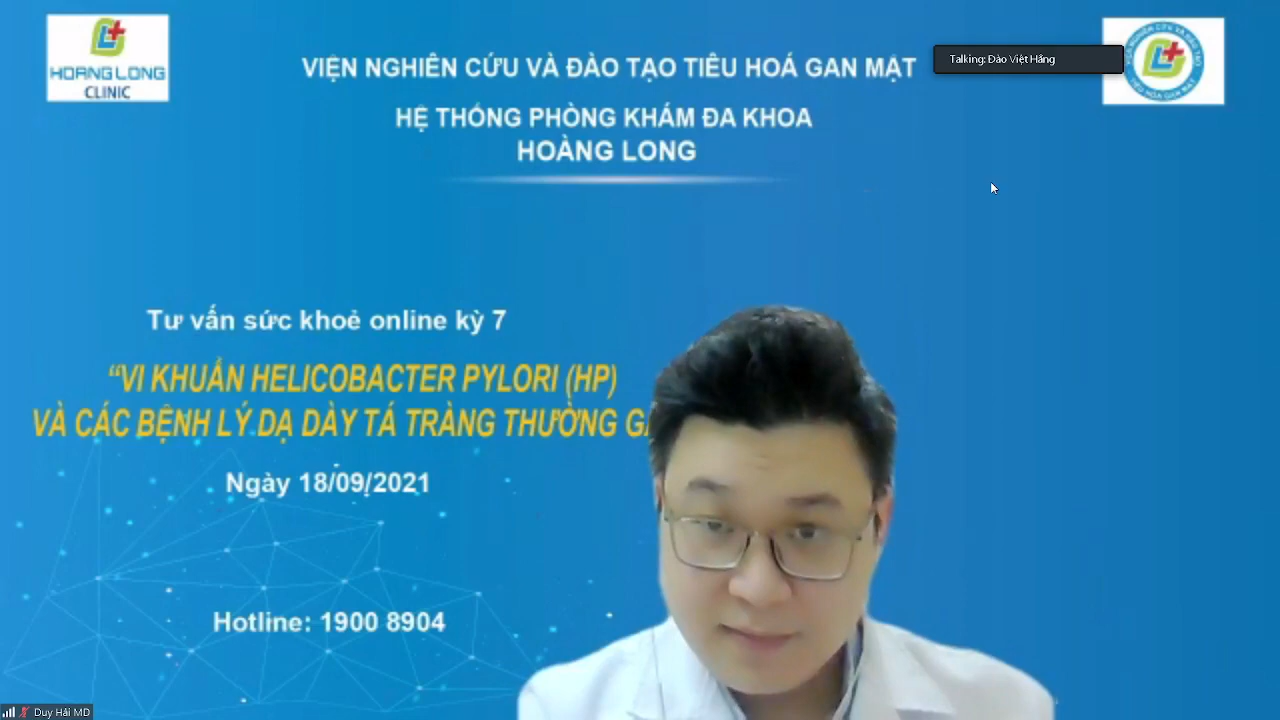 HOANG LONG
CLINIC
VIỆN NGHIÊN CỨU VÀ ĐÀO TẠO TIÊU HOÁ GAN MẬT
Talking: Đào Việt Hằng
HỆ THỐNG PHÒNG KHÁM ĐA KHOA
HOÀNG LONG
Tư vấn sức khoẻ online kỳ 7
“VI KHUẨN HELICOBACTER PYLORI (HP)
VÀ CÁC BỆNH LÝ DẠ DÀY TÁ TRÀNG THƯỜNG
Ngày 18/09/2021
Hotline: 1900 8904
Duy Hải MD